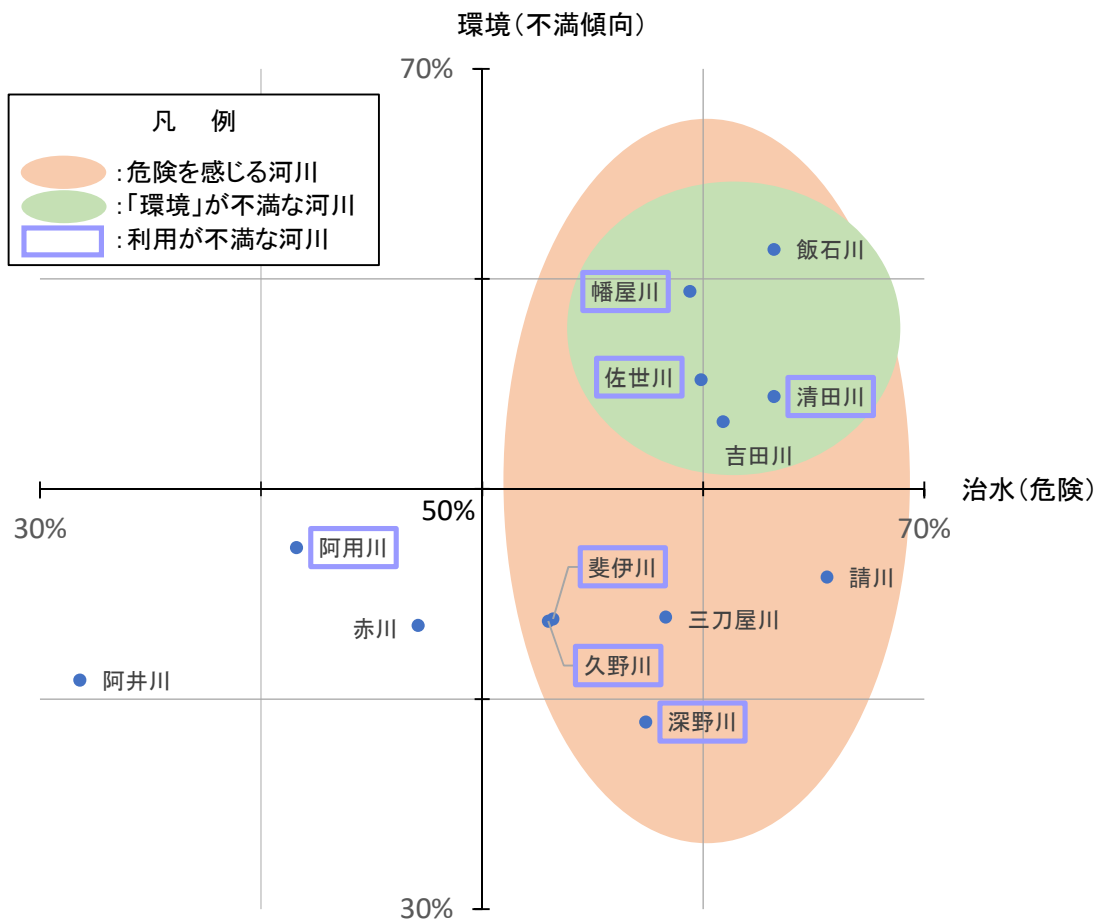 環境（不満傾向）
70%
凡　例
：危険を感じる河川
：「環境」が不満な河川
：利用が不満な河川
飯石川
幡屋川
佐世川
清田川
吉田川
治水（危険）
30%
50%
70%
阿用川
斐伊川
請川
赤川
三刀屋川
久野川
阿井川
深野川
30%